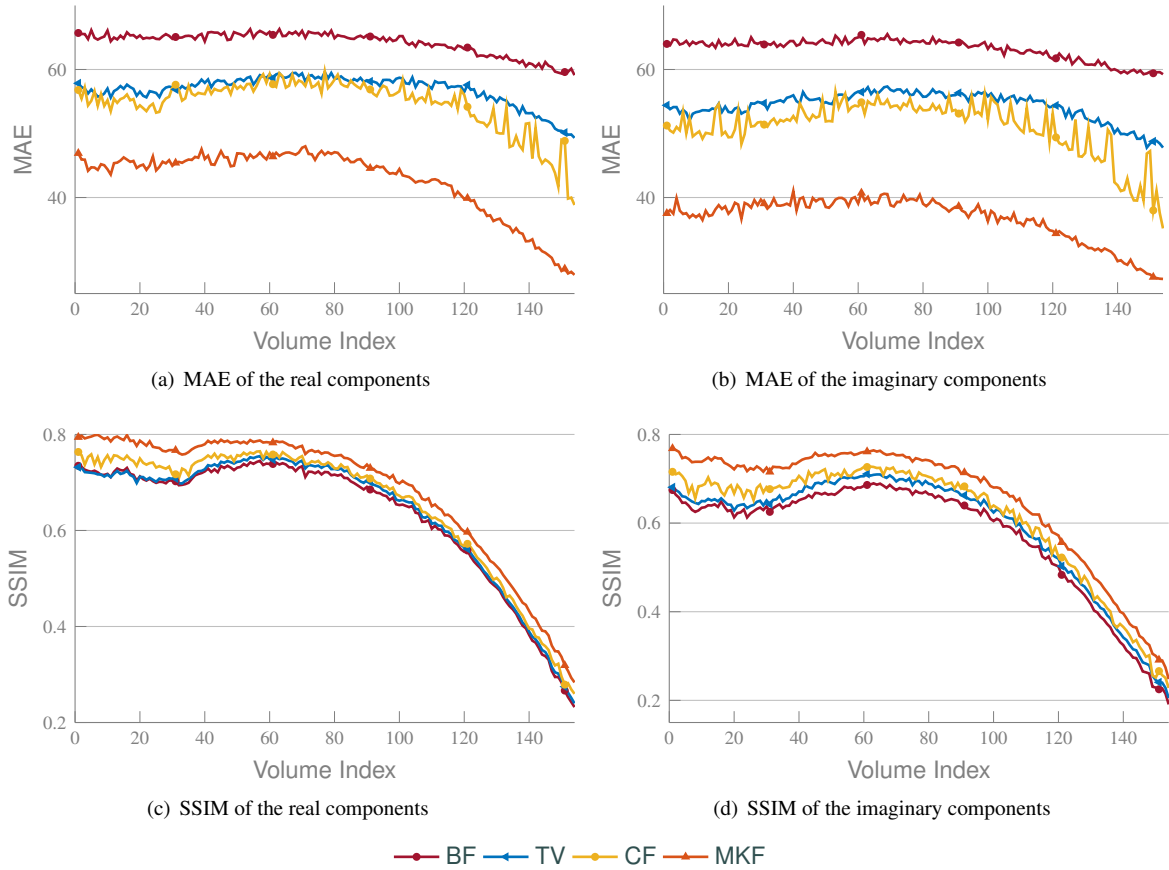 60
40
MAE
0 20 40 60 80 100 120 140
Volume Index
(a) MAE of the real components
60
40
MAE
0 20 40 60 80 100 120 140
Volume Index
(b) MAE of the imaginary components
0.8
0.6
0.4
0.2
SSIM
0 20 40 60 80 100 120 140
Volume Index
(c) SSIM of the real components
0.8
0.6
0.4
0.2
SSIM
0 20 40 60 80 100 120 140
Volume Index
(d) SSIM of the imaginary components
BF TV CF MKF